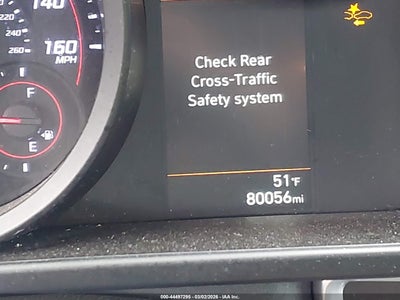 140
220
240
260
160
MPH
F
E
Check Rear
Cross-Traffic
Safety system
51°F
80056mi
000-44497295 - 03/02/2026 - IAA Inc.